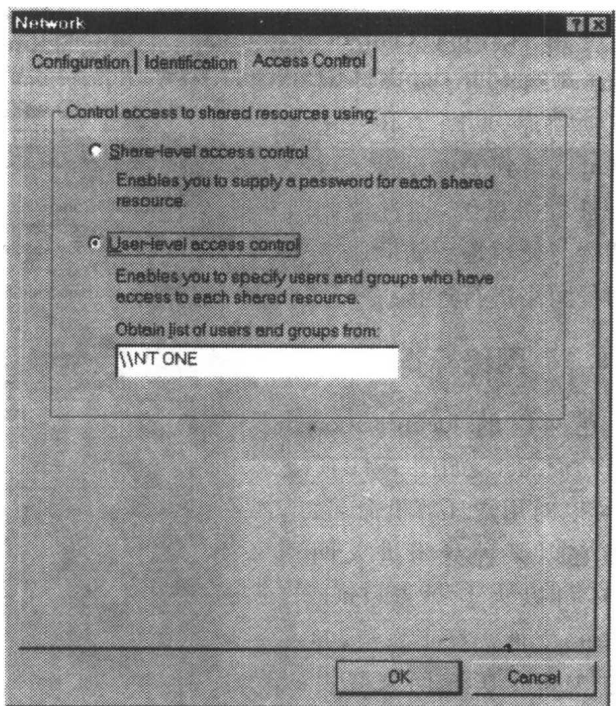 Network
Configuration Identification Access Control
Control access to shared resources using:
Share-level access control
Enables you to supply a password for each shared
resource.
User-level access control
Enables you to specify users and groups who have
access to each shared resource.
Obtain list of users and groups from:
\\NT ONE
OK Cancel